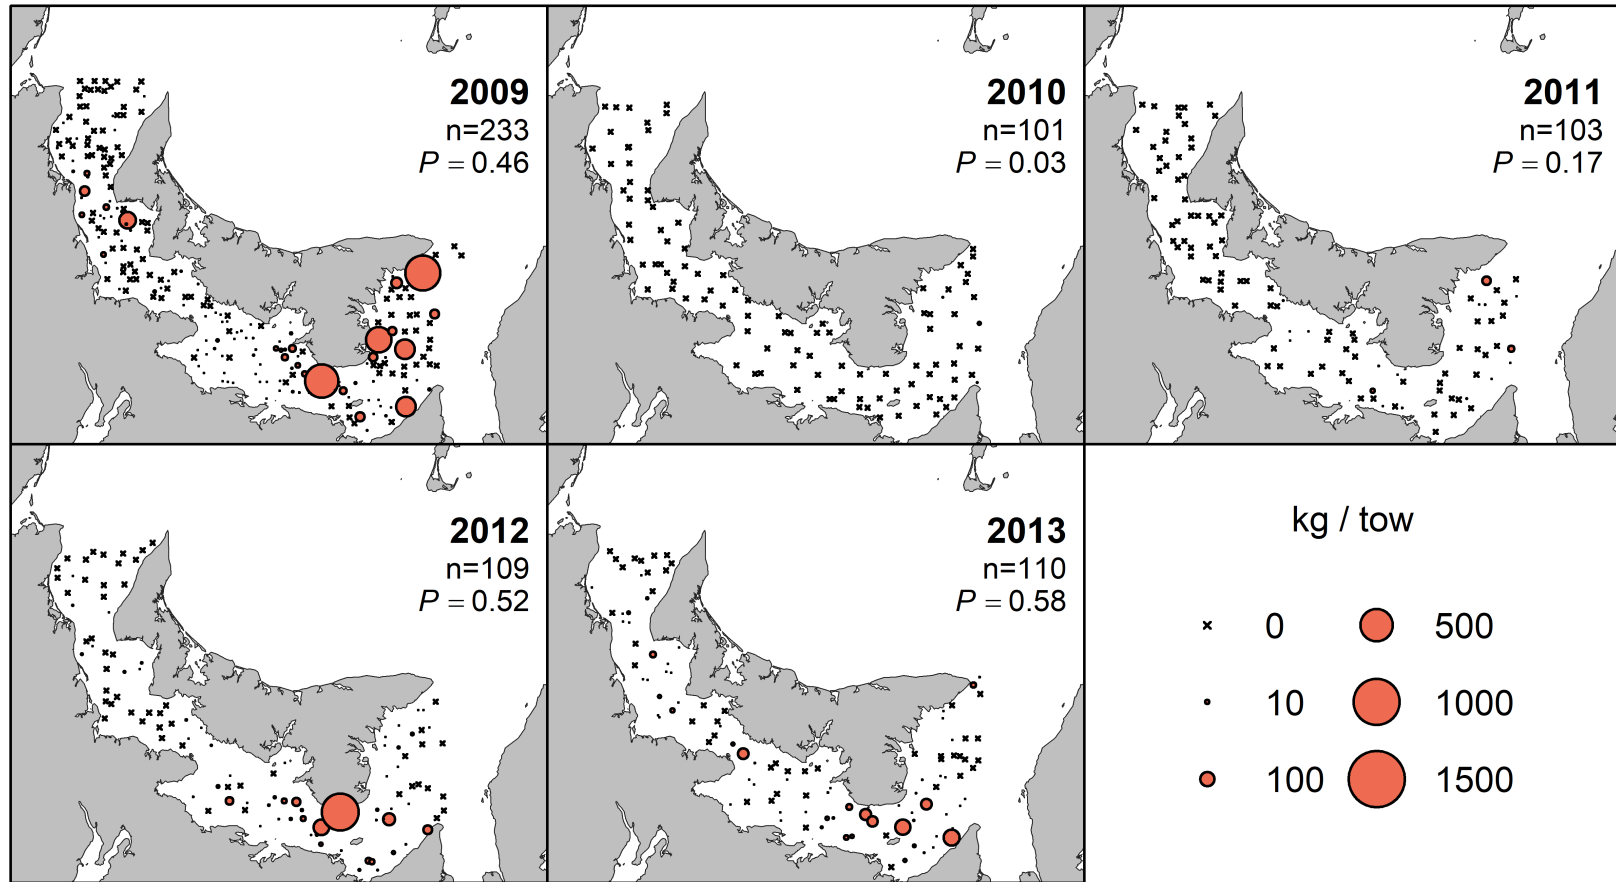 2009
n=233
P = 0.46
2010
n=101
P = 0.03
2011
n=103
P = 0.17
2012
n=109
P = 0.52
2013
n=110
P = 0.58
kg / tow
0 500
10 1000
100 1500